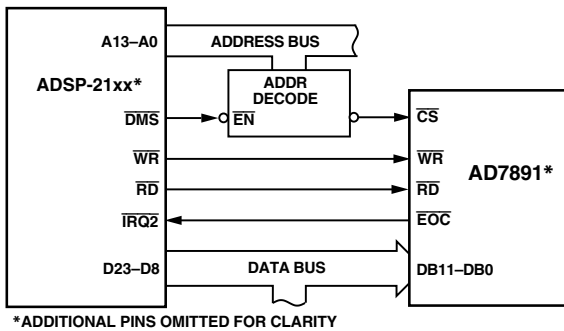 A13–A0
ADDRESS BUS
ADSP-21xx*
ADDR
DECODE
DMS
EN
CS
WR
WR
AD7891*
RD
RD
IRQ2
EOC
D23–D8
DATA BUS
DB11–DB0
*ADDITIONAL PINS OMITTED FOR CLARITY